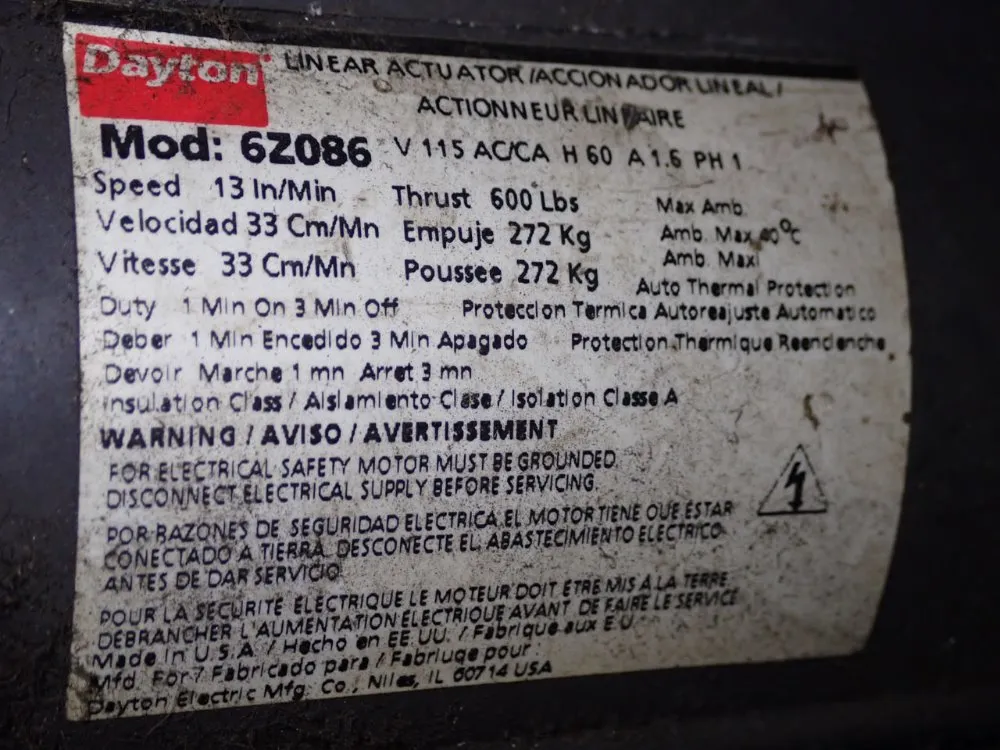 Dayton LINEAR ACTUATOR/ACCIONADOR LINEAL/
ACTIONNEUR LINEAIRE
Mod: 6Z086 V 115 AC/CA H 60 A 1.6 PH 1
Speed 13 In/Min Thrust 600 Lbs Max Amb.
Velocidad 33 Cm/Mn Empuje 272 Kg Amb. Max 40°C
Vitesse 33 Cm/Mn Poussee 272 Kg Amb. Maxi
Auto Thermal Protection
Duty 1 Min On 3 Min Off Proteccion Termica Autoreajuste Automatico
Deber 1 Min Encedido 3 Min Apagado Protection Thermique Reenclenche
Devoir Marche 1 mn Arret 3 mn
Insulation Class / Aislamiento Clase / Isolation Classe A
WARNING / AVISO / AVERTISSEMENT
FOR ELECTRICAL SAFETY MOTOR MUST BE GROUNDED.
DISCONNECT ELECTRICAL SUPPLY BEFORE SERVICING.
POR RAZONES DE SEGURIDAD ELECTRICA, EL MOTOR TIENE QUE ESTAR
CONECTADO A TIERRA. DESCONECTE EL ABASTECIMIENTO ELECTRICO
ANTES DE DAR SERVICIO.
POUR LA SÉCURITÉ ÉLECTRIQUE LE MOTEUR DOIT ÊTRE MIS À LA TERRE.
DÉBRANCHER L'AUMENTATION ÉLECTRIQUE AVANT DE FAIRE LE SERVICE
Made In U.S.A. / Hecho en EE.UU. / Fabrique aux E.U.
Mfd. For / Fabricado para / Fabriuqe pour :
Dayton Electric Mfg. Co., Niles, IL 60714 USA